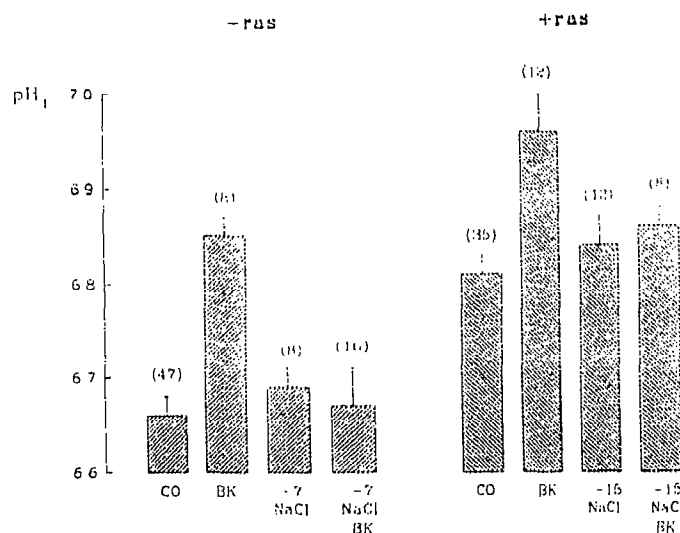 -ras +ras
pHi 7.0
(12)
6.9
(35) (12)
6.8
6.7
(47) (8) (16)
6.6
CO BK -7 NaCl -7 NaCl BK
CO BK -15 NaCl -15 NaCl BK